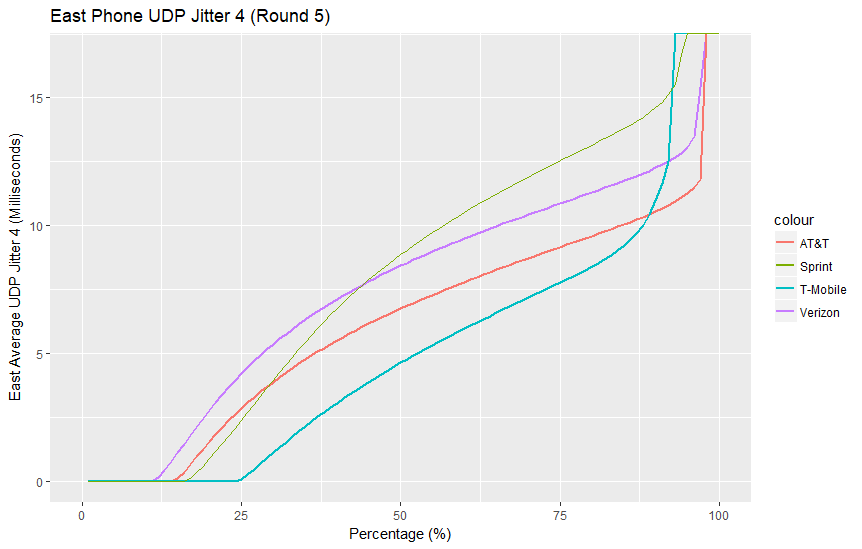 East Phone UDP Jitter 4 (Round 5)
East Average UDP Jitter 4 (Milliseconds)
15
10
5
0
0 25 50 75 100
Percentage (%)
colour
AT&T
Sprint
T-Mobile
Verizon